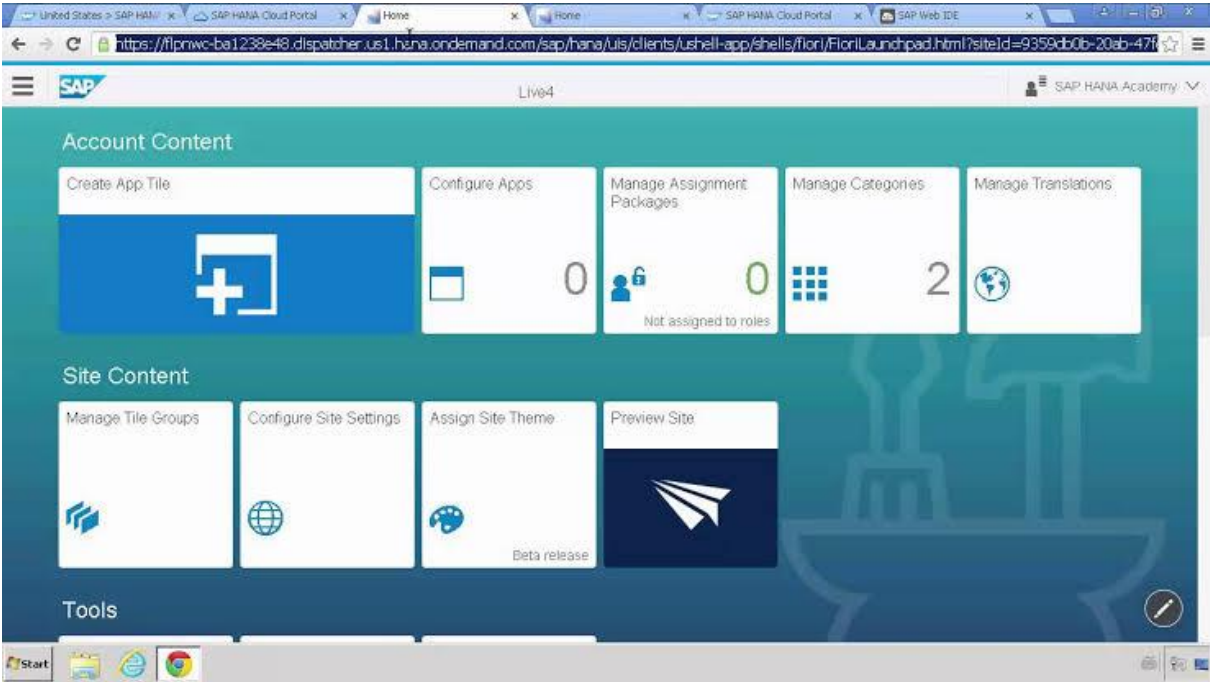 United States > SAP HAN
SAP HANA Cloud Portal
Home
Home
SAP HANA Cloud Portal
SAP Web IDE
https://flpnwc-ba1238e48.dispatcher.us1.hana.ondemand.com/sap/hana/uis/clients/ushell-app/shells/fiori/FioriLaunchpad.html?siteId=9359db0b-20ab-47f
SAP
Live4
SAP HANA Academy
Account Content
Create App Tile
Configure Apps
0
Manage Assignment
Packages
0
Not assigned to roles
Manage Categories
2
Manage Translations
Site Content
Manage Tile Groups
Configure Site Settings
Assign Site Theme
Beta release
Preview Site
Tools
Start